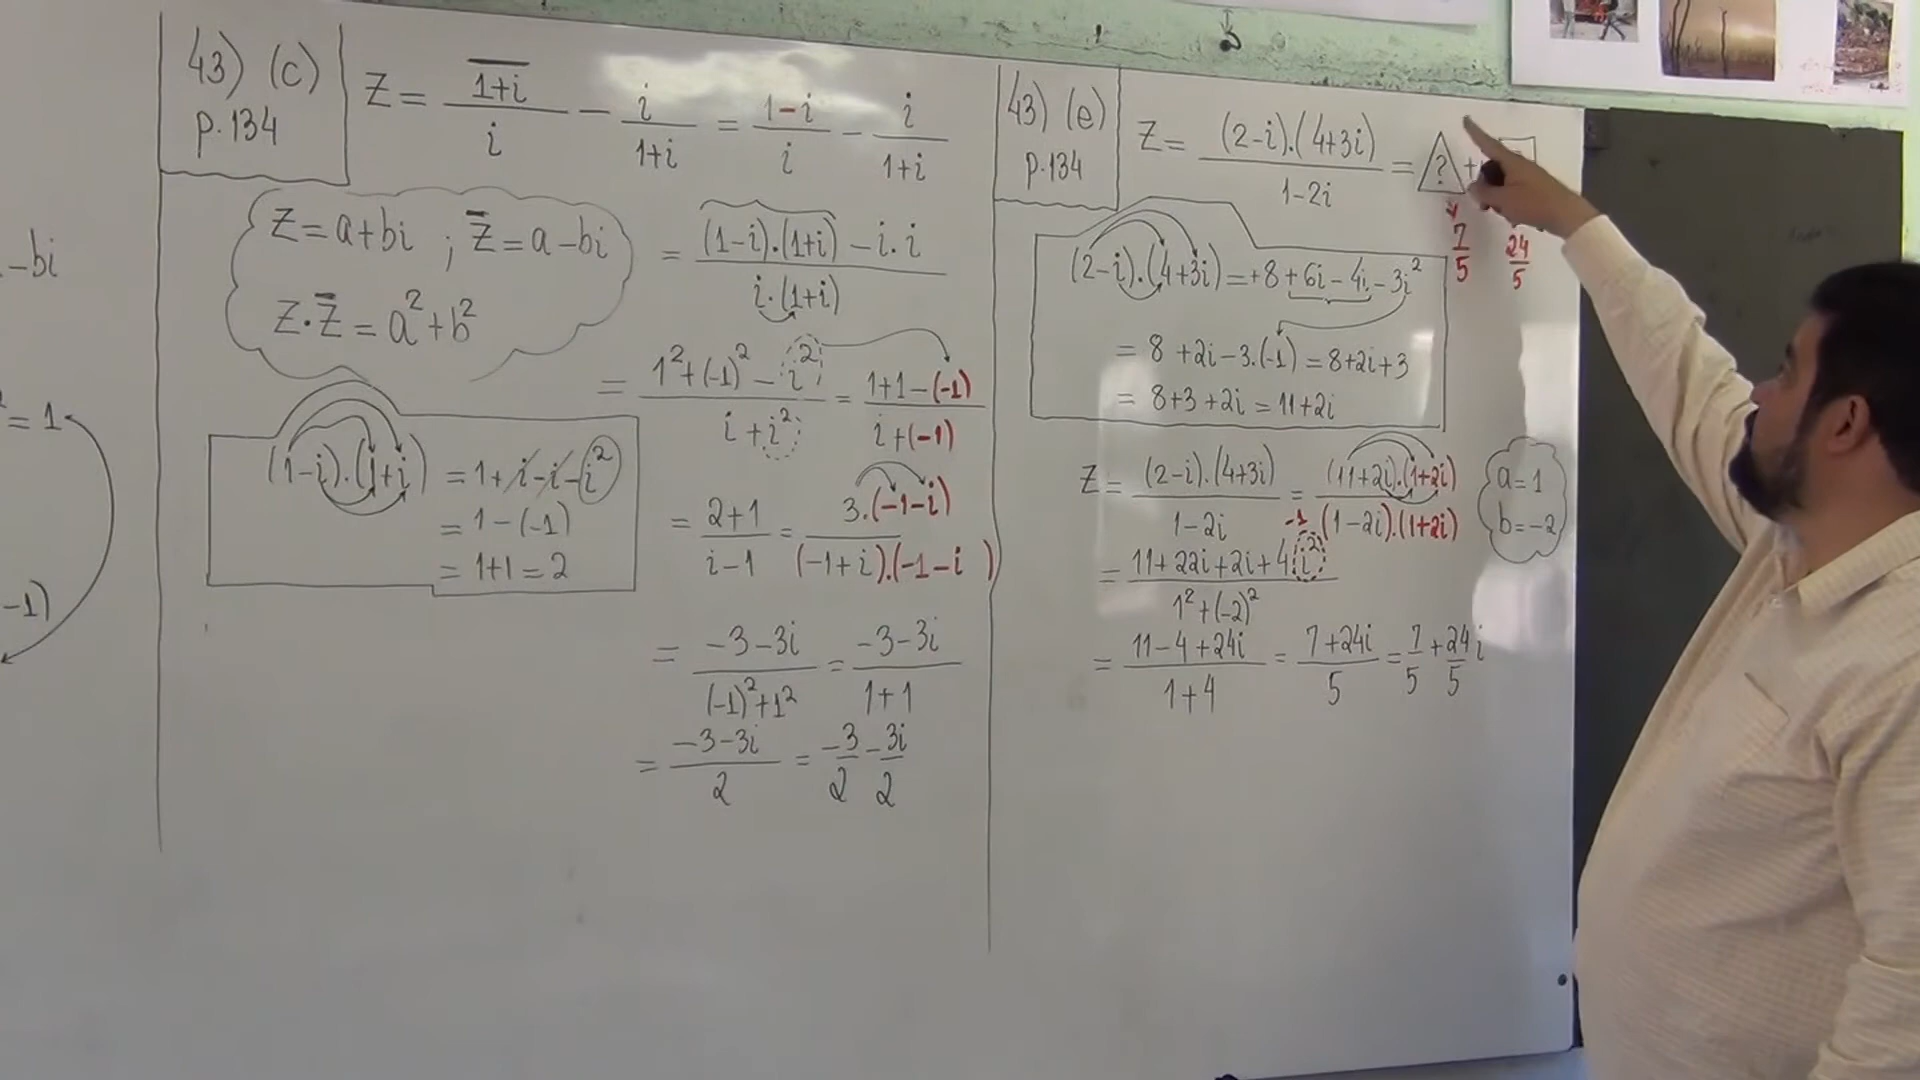 -bi
= 1
-1)
43) (c)
p.134
Z = \overline{1+i}/i - i/(1+i) = (1-i)/i - i/(1+i)
Z = a+bi ; \overline{Z} = a-bi
Z·\overline{Z} = a²+b²
= ((1-i).(1+i) - i.i)/(i.(1+i))
= (1²+(-1)²-i²)/(i+i²) = (1+1-(-1))/(i+(-1))
(1-i).(1+i) = 1+i-i-i²
= 1-(-1)
= 1+1=2
= (2+1)/(i-1) = 3.(-1-i)/((-1+i).(-1-i))
= (-3-3i)/((-1)²+1²) = (-3-3i)/(1+1)
= (-3-3i)/2 = -3/2 - 3i/2
43) (e)
p.134
Z = (2-i).(4+3i)/(1-2i) = ? +
7/5 24/5
(2-i).(4+3i) = +8+6i-4i-3i²
= 8+2i-3.(-1) = 8+2i+3
= 8+3+2i = 11+2i
Z = (2-i).(4+3i)/(1-2i) = (11+2i).(1+2i)/((1-2i).(1+2i))
a=1
b=-2
-1
= (11+22i+2i+4i²)/(1²+(-2)²)
= (11-4+24i)/(1+4) = (7+24i)/5 = 7/5 + 24/5 i